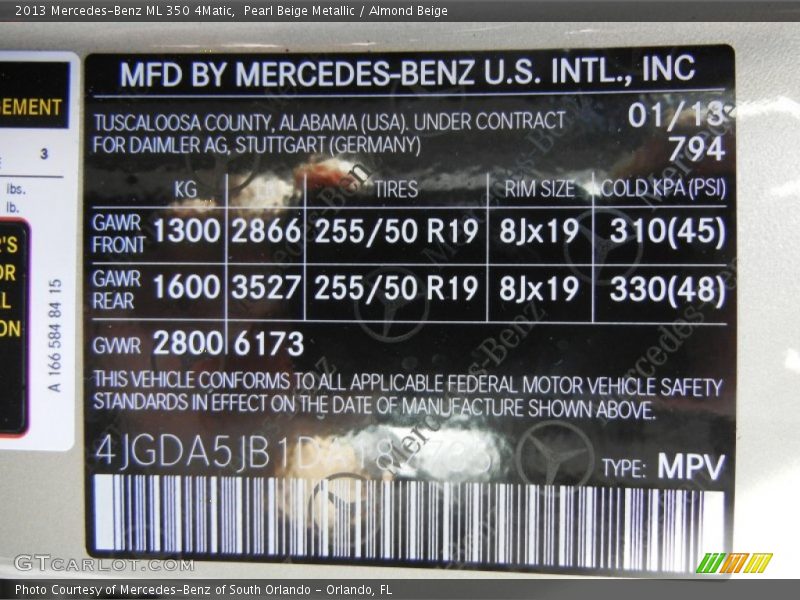 2013 Mercedes-Benz ML 350 4Matic, Pearl Beige Metallic / Almond Beige
MFD BY MERCEDES-BENZ U.S. INTL., INC
TUSCALOOSA COUNTY, ALABAMA (USA). UNDER CONTRACT 01/13
FOR DAIMLER AG, STUTTGART (GERMANY) 794
KG TIRES RIM SIZE COLD KPA (PSI)
GAWR FRONT 1300 2866 255/50 R19 8Jx19 310(45)
GAWR REAR 1600 3527 255/50 R19 8Jx19 330(48)
GVWR 2800 6173
THIS VEHICLE CONFORMS TO ALL APPLICABLE FEDERAL MOTOR VEHICLE SAFETY
STANDARDS IN EFFECT ON THE DATE OF MANUFACTURE SHOWN ABOVE.
TYPE: MPV
3
lbs.
lb.
A 166 584 84 15
GTCARLOT.COM
Photo Courtesy of Mercedes-Benz of South Orlando - Orlando, FL